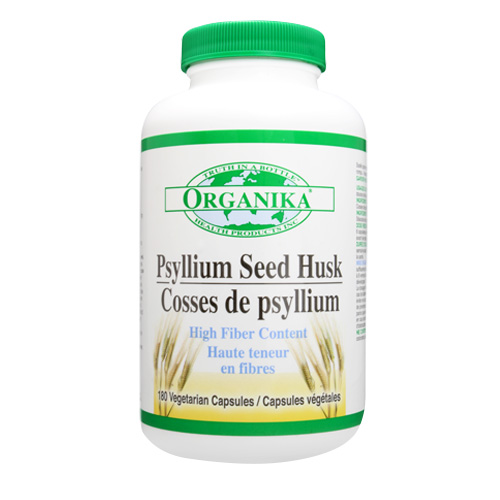 TRUTH IN A BOTTLE
ORGANIKA®
HEALTH PRODUCTS INC
Psyllium Seed Husk
Cosses de psyllium
High Fiber Content
Haute teneur
en fibres
180 Vegetarian Capsules / Capsules végétales